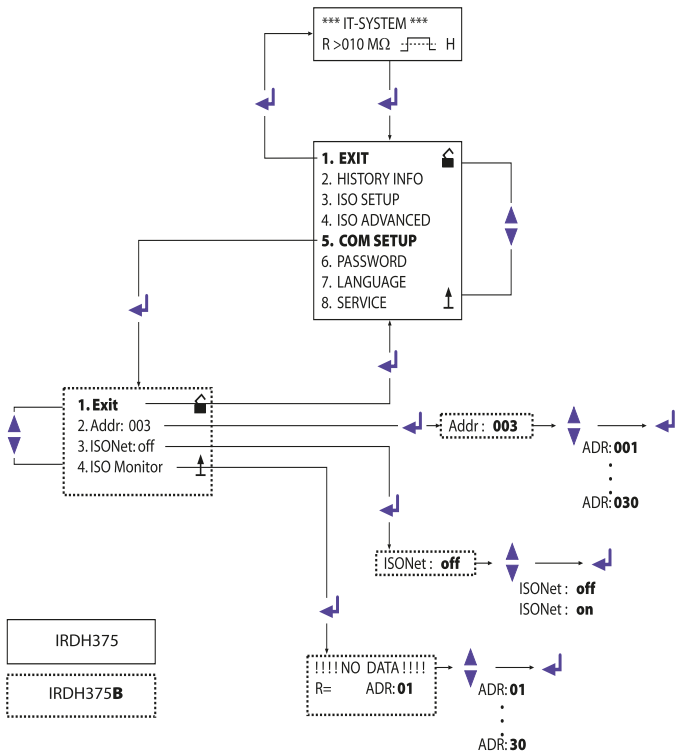 *** IT-SYSTEM ***
R >010 MΩ H
1. EXIT
2. HISTORY INFO
3. ISO SETUP
4. ISO ADVANCED
5. COM SETUP
6. PASSWORD
7. LANGUAGE
8. SERVICE
1. Exit
2. Addr: 003
3. ISONet: off
4. ISO Monitor
Addr : 003
ADR: 001
ADR: 030
ISONet : off
ISONet : off
ISONet : on
!!!! NO DATA !!!!
R= ADR: 01
ADR: 01
ADR: 30
IRDH375
IRDH375B